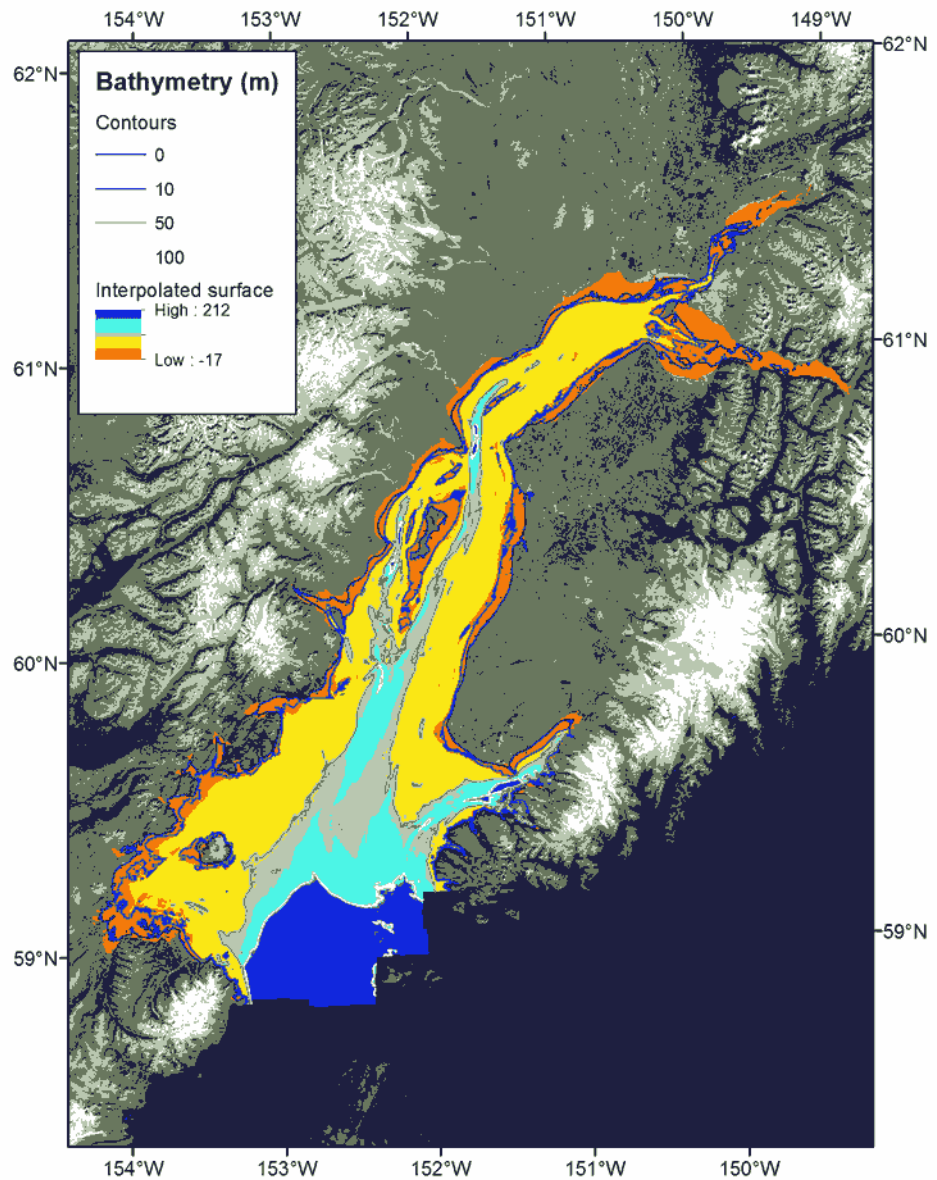 154°W 153°W 152°W 151°W 150°W 149°W
62°N 62°N
Bathymetry (m)
Contours
0
10
50
100
Interpolated surface
High : 212
Low : -17
61°N 61°N
60°N 60°N
59°N 59°N
154°W 153°W 152°W 151°W 150°W